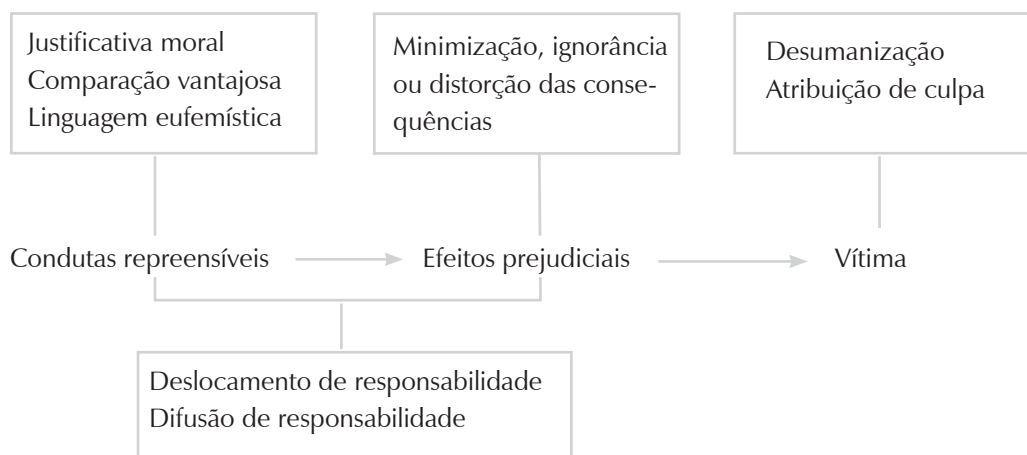 Justificativa moral
Comparação vantajosa
Linguagem eufemística
Minimização, ignorância
ou distorção das conse-
quências
Desumanização
Atribuição de culpa
Condutas repreensíveis
Efeitos prejudiciais
Vítima
Deslocamento de responsabilidade
Difusão de responsabilidade